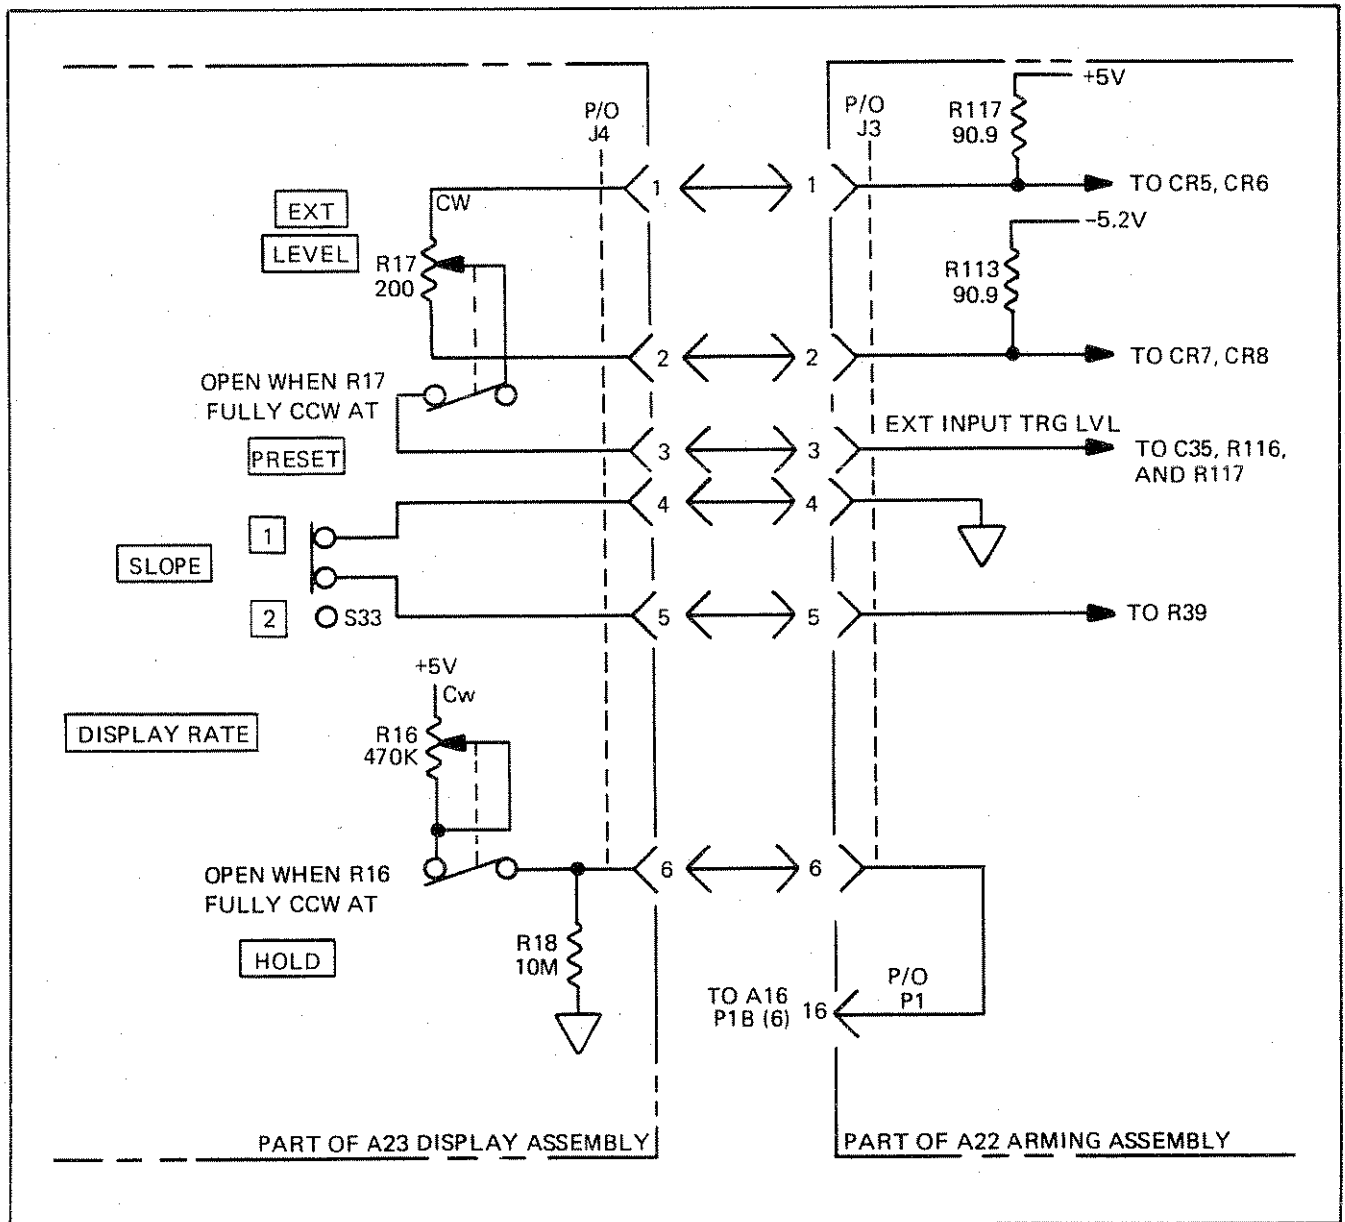 +5V
P/O
J4
P/O
J3
R117
90.9
1
1
TO CR5, CR6
CW
EXT
LEVEL
R17
200
-5.2V
R113
90.9
2
2
TO CR7, CR8
OPEN WHEN R17
FULLY CCW AT
PRESET
EXT INPUT TRG LVL
3
3
TO C35, R116,
AND R117
4
4
1
SLOPE
2
S33
5
5
TO R39
+5V
Cw
DISPLAY RATE
R16
470K
OPEN WHEN R16
FULLY CCW AT
HOLD
6
6
R18
10M
TO A16
P1B (6)
16
P/O
P1
PART OF A23 DISPLAY ASSEMBLY
PART OF A22 ARMING ASSEMBLY